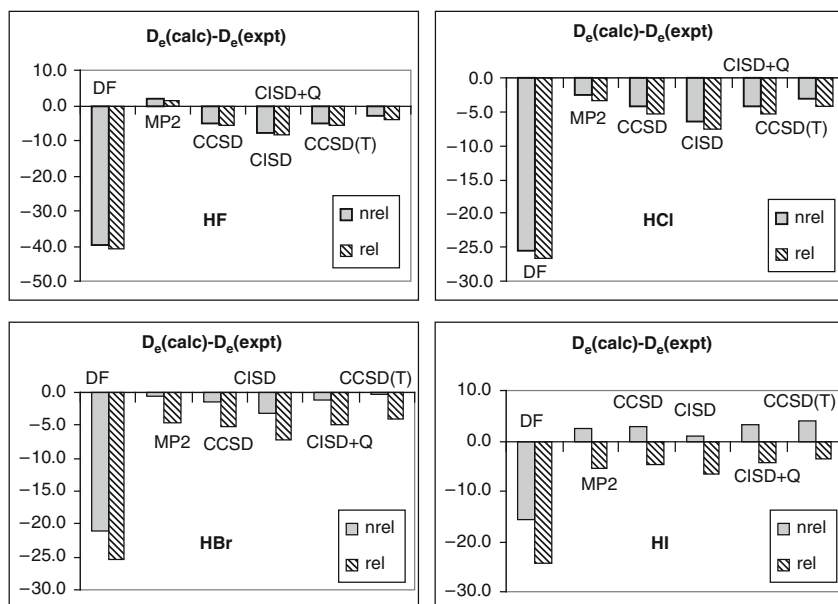 Dₑ(calc)-Dₑ(expt)
10.0
0.0
−10.0
−20.0
−30.0
−40.0
−50.0
DF
MP2
CCSD
CISD+Q
CISD
CCSD(T)
HF
nrel
rel
Dₑ(calc)-Dₑ(expt)
0.0
−5.0
−10.0
−15.0
−20.0
−25.0
−30.0
CISD+Q
MP2
CCSD
CISD
CCSD(T)
DF
HCl
nrel
rel
Dₑ(calc)-Dₑ(expt)
0.0
−5.0
−10.0
−15.0
−20.0
−25.0
−30.0
DF
CISD
CCSD(T)
MP2
CCSD
CISD+Q
HBr
nrel
rel
Dₑ(calc)-Dₑ(expt)
10.0
0.0
−10.0
−20.0
−30.0
DF
CCSD
CISD
CCSD(T)
MP2
CISD+Q
HI
nrel
rel